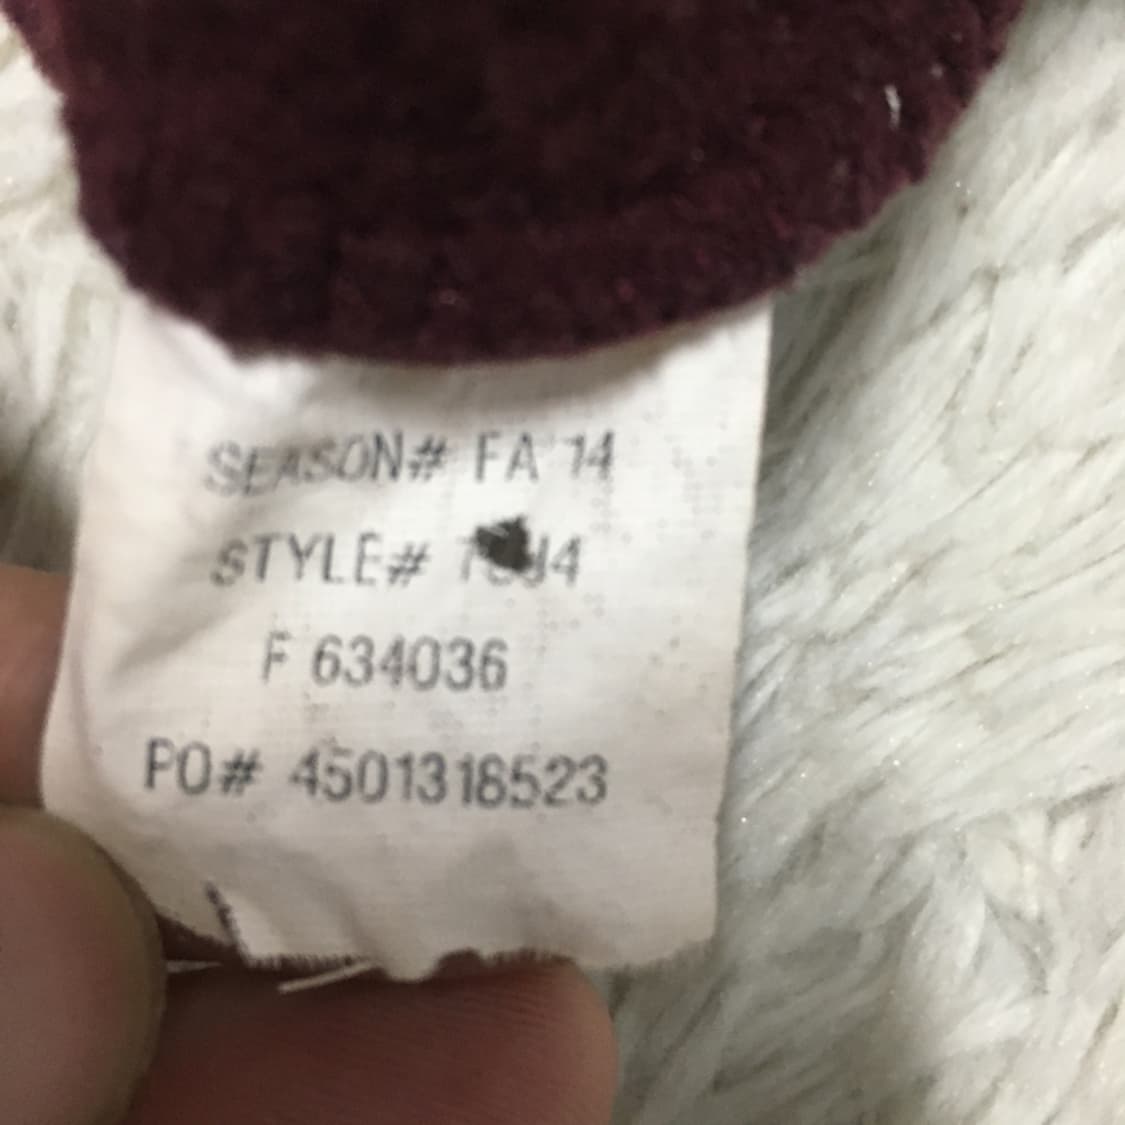 SEASON# FA 14
STYLE#
F 634036
PO# 4501318523